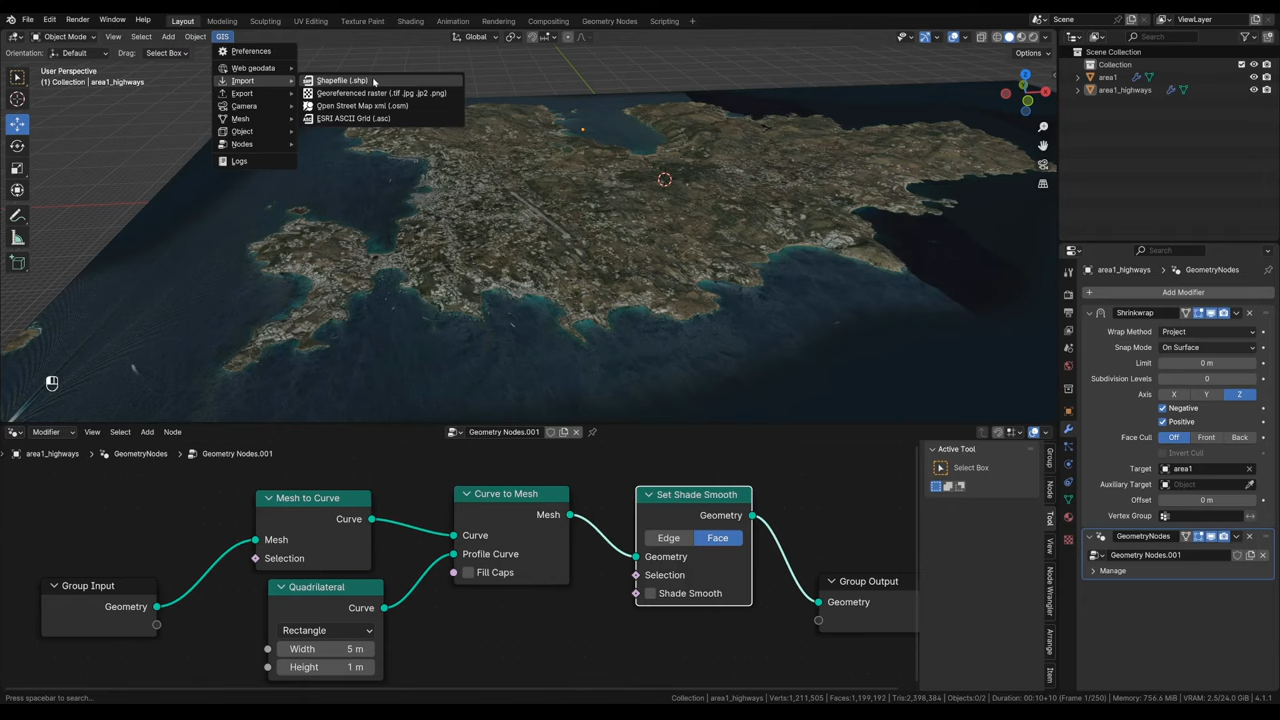 File Edit Render Window Help Layout Modeling Sculpting UV Editing Texture Paint Shading Animation Rendering Compositing Geometry Nodes Scripting + Scene ViewLayer
Object Mode View Select Add Object GIS Global Search
Orientation: Default Drag: Select Box Options
User Perspective
(1) Collection | area1_highways
Preferences
Web geodata
Import
Export
Camera
Mesh
Object
Nodes
Logs
Shapefile (.shp)
Georeferenced raster (.tif .jpg .jp2 .png)
Open Street Map xml (.osm)
ESRI ASCII Grid (.asc)
Z
X
Scene Collection
Collection
area1
area1_highways
Search
area1_highways GeometryNodes
Add Modifier
Shrinkwrap
Wrap Method Project
Snap Mode On Surface
Limit 0 m
Subdivision Levels 0
Axis X Y Z
Negative
Positive
Face Cull Off Front Back
Invert Cull
Target area1
Auxiliary Target Object
Offset 0 m
Vertex Group
GeometryNodes
Geometry Nodes.001
Manage
Modifier View Select Add Node Geometry Nodes.001
area1_highways GeometryNodes Geometry Nodes.001
Group Input
Geometry
Mesh to Curve
Curve
Mesh
Selection
Quadrilateral
Curve
Rectangle
Width 5 m
Height 1 m
Curve to Mesh
Mesh
Curve
Profile Curve
Fill Caps
Set Shade Smooth
Geometry
Edge Face
Geometry
Selection
Shade Smooth
Group Output
Geometry
Active Tool
Select Box
Group
Node
Tool
View
Node Wrangler
Arrange
Item
Press spacebar to search...
Collection | area1_highways | Verts:1,211,505 | Faces:1,199,192 | Tris:2,398,384 | Objects:0/2 | Duration: 00:10+10 (Frame 1/250) | Memory: 756.6 MiB | VRAM: 2.5/24.0 GiB | 4.1.1